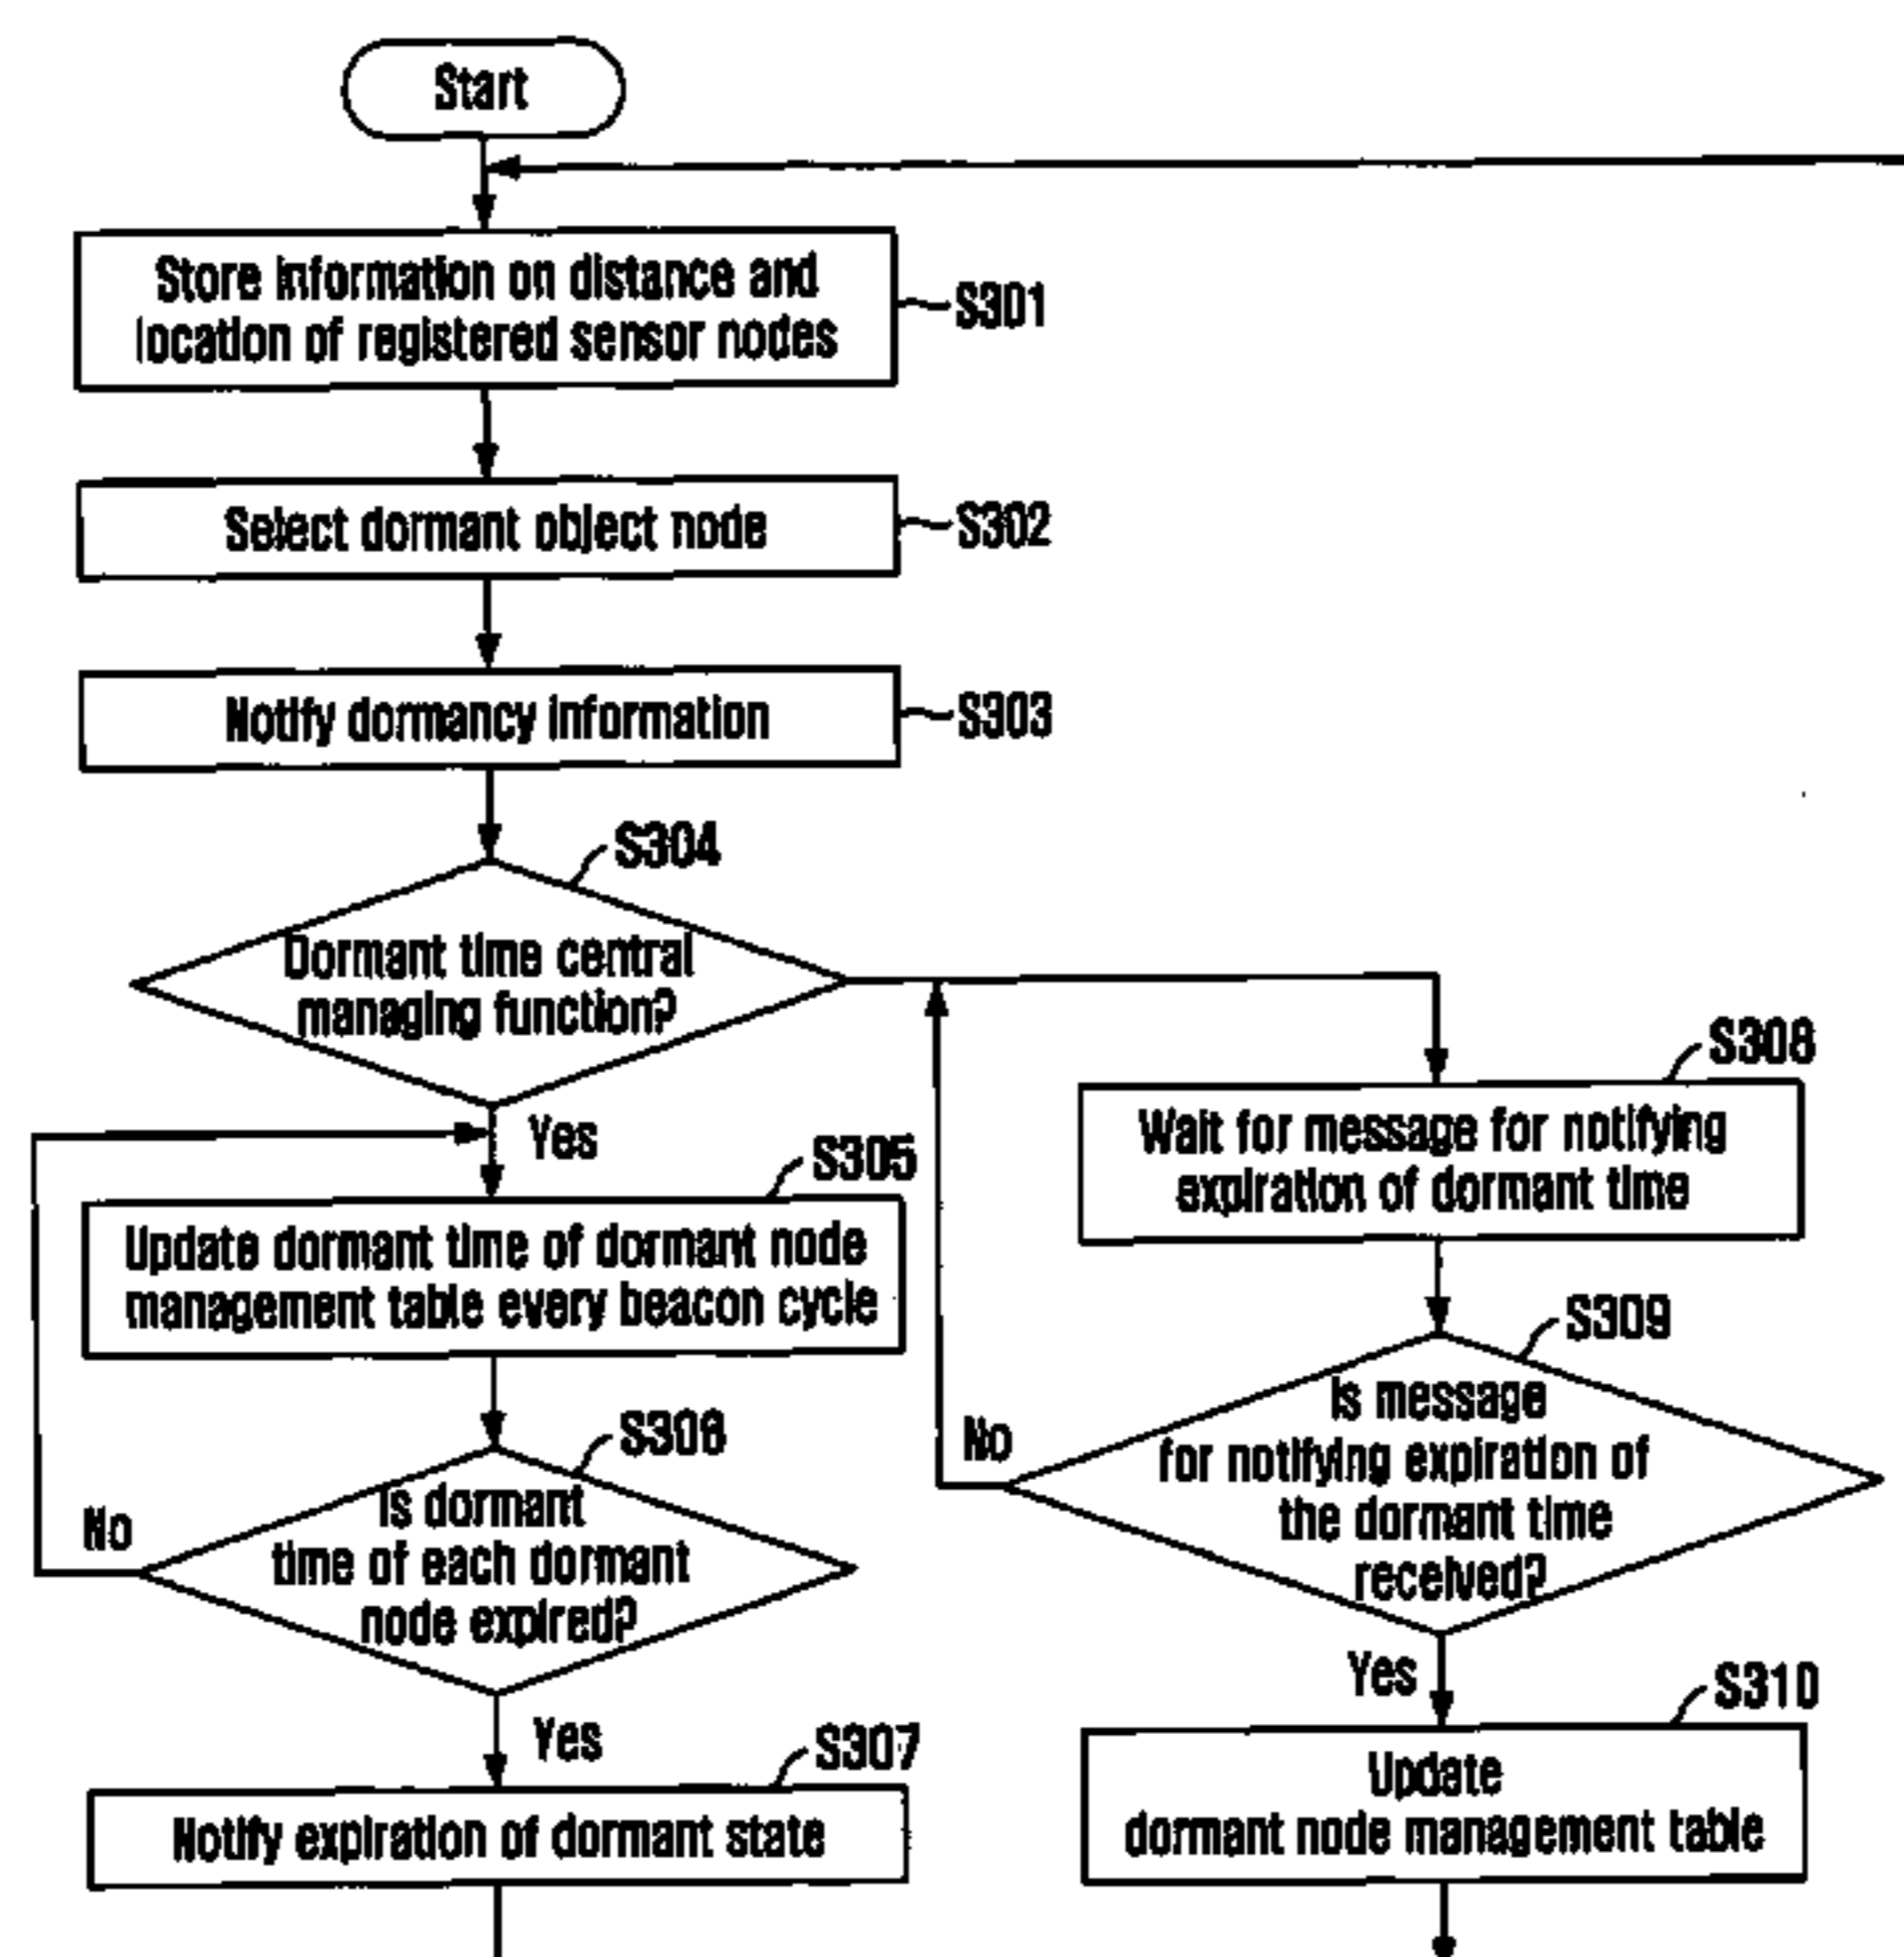 Start
Store information on distance and
location of registered sensor nodes
S301
Select dormant object node
S302
Notify dormancy information
S303
S304
Dormant time central
managing function?
Yes
S305
Update dormant time of dormant node
management table every beacon cycle
S306
Is dormant
time of each dormant
node expired?
No
Yes
S307
Notify expiration of dormant state
S308
Wait for message for notifying
expiration of dormant time
S309
Is message
for notifying expiration of
the dormant time
received?
No
Yes
S310
Update
dormant node management table